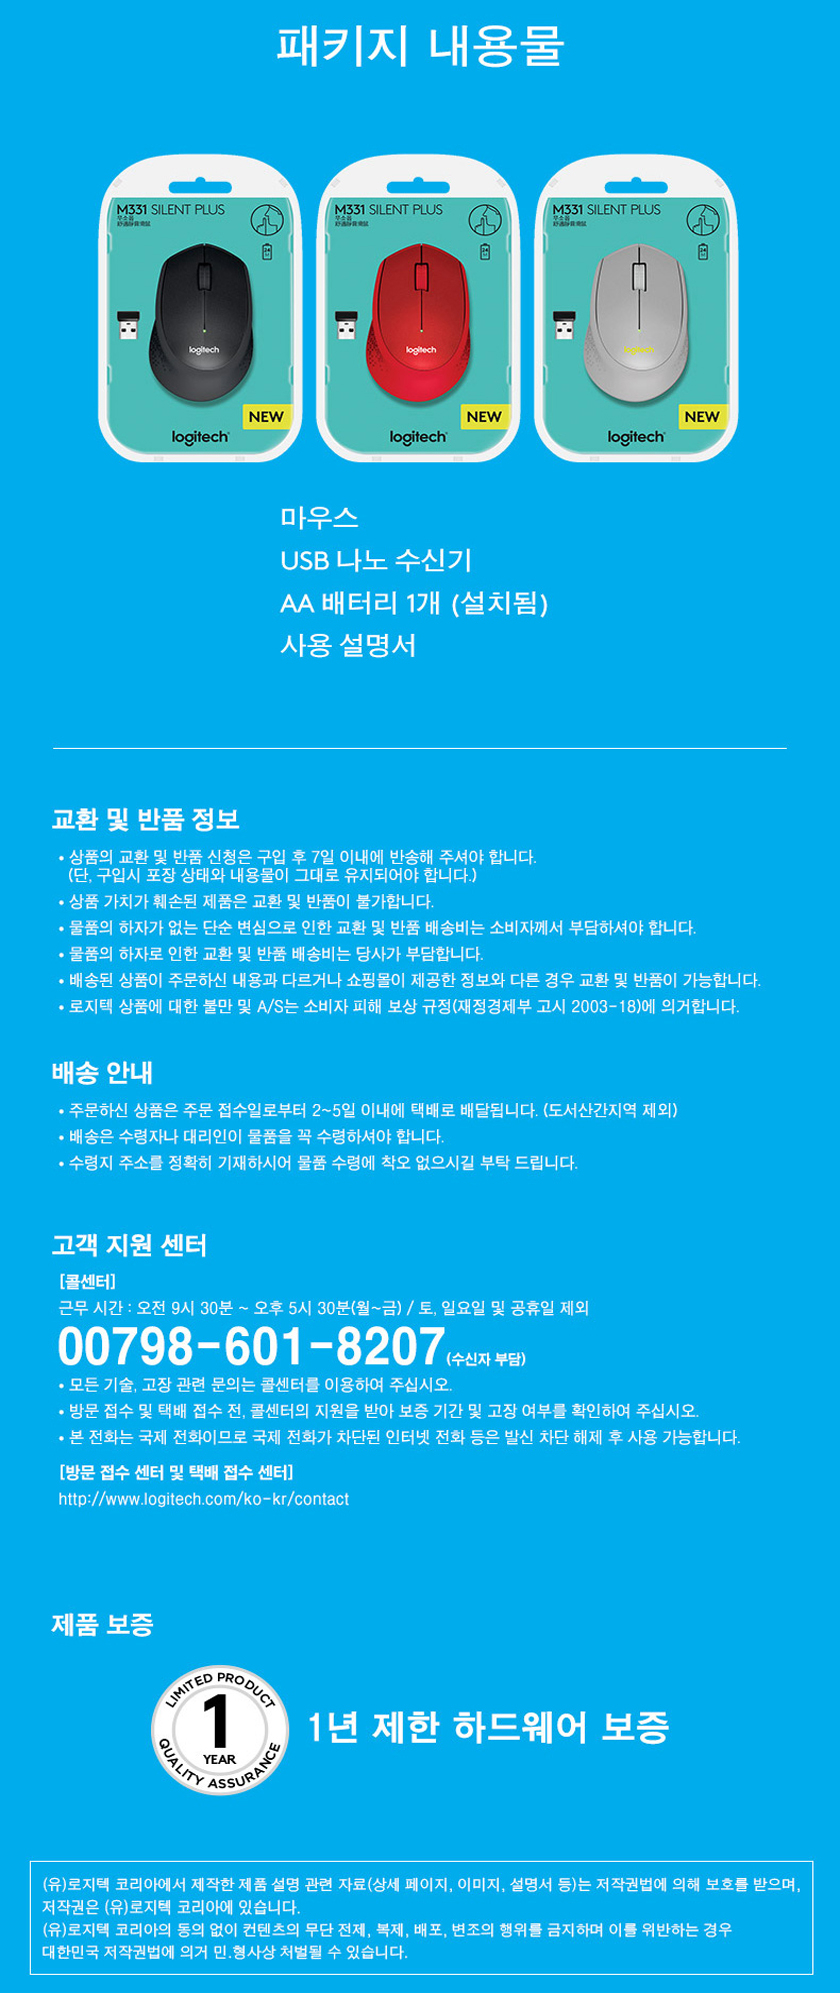 패키지 내용물
M331 SILENT PLUS
무소음
M331 SILENT PLUS
무소음
M331 SILENT PLUS
무소음
24
24
24
logitech
logitech
logitech
NEW
NEW
NEW
logitech
logitech
logitech
마우스
USB 나노 수신기
AA 배터리 1개 (설치됨)
사용 설명서
교환 및 반품 정보
• 상품의 교환 및 반품 신청은 구입 후 7일 이내에 반송해 주셔야 합니다.
(단, 구입시 포장 상태와 내용물이 그대로 유지되어야 합니다.)
• 상품 가치가 훼손된 제품은 교환 및 반품이 불가합니다.
• 물품의 하자가 없는 단순 변심으로 인한 교환 및 반품 배송비는 소비자께서 부담하셔야 합니다.
• 물품의 하자로 인한 교환 및 반품 배송비는 당사가 부담합니다.
• 배송된 상품이 주문하신 내용과 다르거나 쇼핑몰이 제공한 정보와 다른 경우 교환 및 반품이 가능합니다.
• 로지텍 상품에 대한 불만 및 A/S는 소비자 피해 보상 규정(재정경제부 고시 2003-18)에 의거합니다.
배송 안내
• 주문하신 상품은 주문 접수일로부터 2~5일 이내에 택배로 배달됩니다. (도서산간지역 제외)
• 배송은 수령자나 대리인이 물품을 꼭 수령하셔야 합니다.
• 수령지 주소를 정확히 기재하시어 물품 수령에 착오 없으시길 부탁 드립니다.
고객 지원 센터
[콜센터]
근무 시간 : 오전 9시 30분 ~ 오후 5시 30분(월~금) / 토, 일요일 및 공휴일 제외
00798-601-8207(수신자 부담)
• 모든 기술, 고장 관련 문의는 콜센터를 이용하여 주십시오.
• 방문 접수 및 택배 접수 전, 콜센터의 지원을 받아 보증 기간 및 고장 여부를 확인하여 주십시오.
• 본 전화는 국제 전화이므로 국제 전화가 차단된 인터넷 전화 등은 발신 차단 해제 후 사용 가능합니다.
[방문 접수 센터 및 택배 접수 센터]
http://www.logitech.com/ko-kr/contact
제품 보증
LIMITED PRODUCT
1
YEAR
QUALITY ASSURANCE
1년 제한 하드웨어 보증
(유)로지텍 코리아에서 제작한 제품 설명 관련 자료(상세 페이지, 이미지, 설명서 등)는 저작권법에 의해 보호를 받으며,
저작권은 (유)로지텍 코리아에 있습니다.
(유)로지텍 코리아의 동의 없이 컨텐츠의 무단 전제, 복제, 배포, 변조의 행위를 금지하며 이를 위반하는 경우
대한민국 저작권법에 의거 민.형사상 처벌될 수 있습니다.